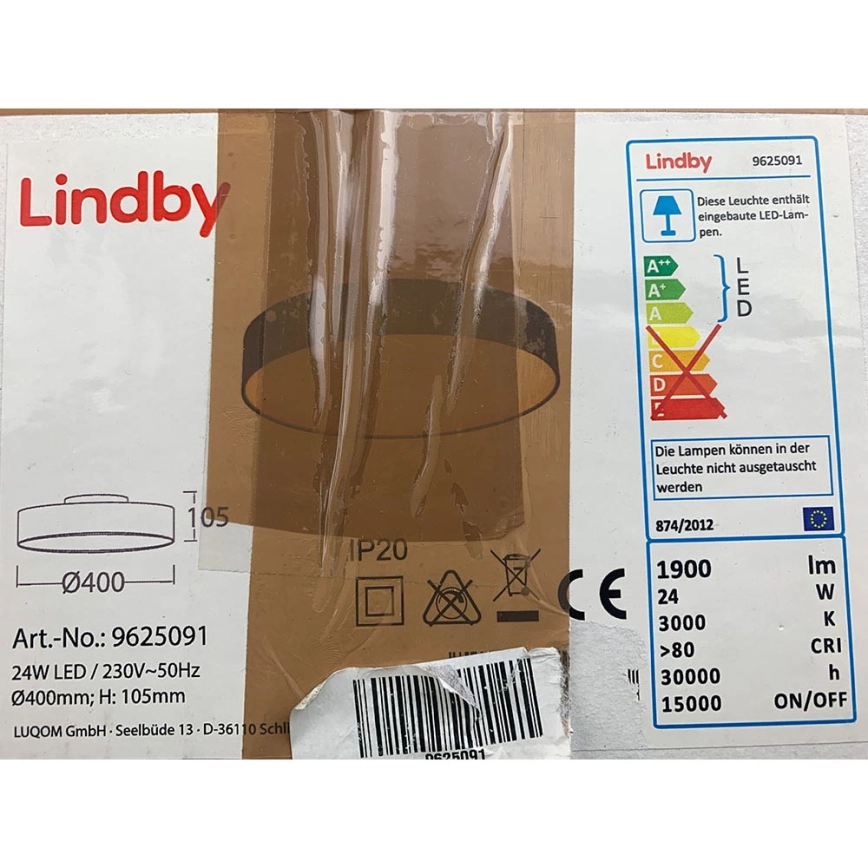 Lindby
105
Ø400
Art.-No.: 9625091
24W LED / 230V~50Hz
Ø400mm; H: 105mm
LUQOM GmbH · Seelbüde 13 · D-36110
IP20
CE
9625091
Lindby 9625091
Diese Leuchte enthält
eingebaute LED-Lam-
pen.
A++
A+
A
C
D
L
E
D
Die Lampen können in der
Leuchte nicht ausgetauscht
werden
874/2012
1900 lm
24 W
3000 K
>80 CRI
30000 h
15000 ON/OFF